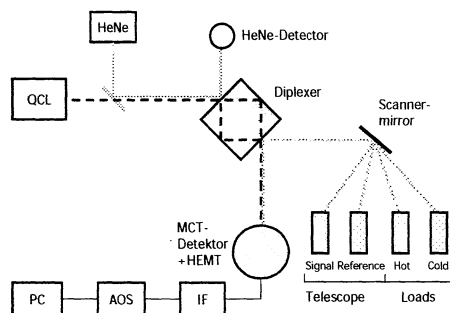 HeNe
HeNe-Detector
QCL
Diplexer
Scanner-
mirror
MCT-
Detektor
+HEMT
Signal Reference Hot Cold
Telescope Loads
PC AOS IF